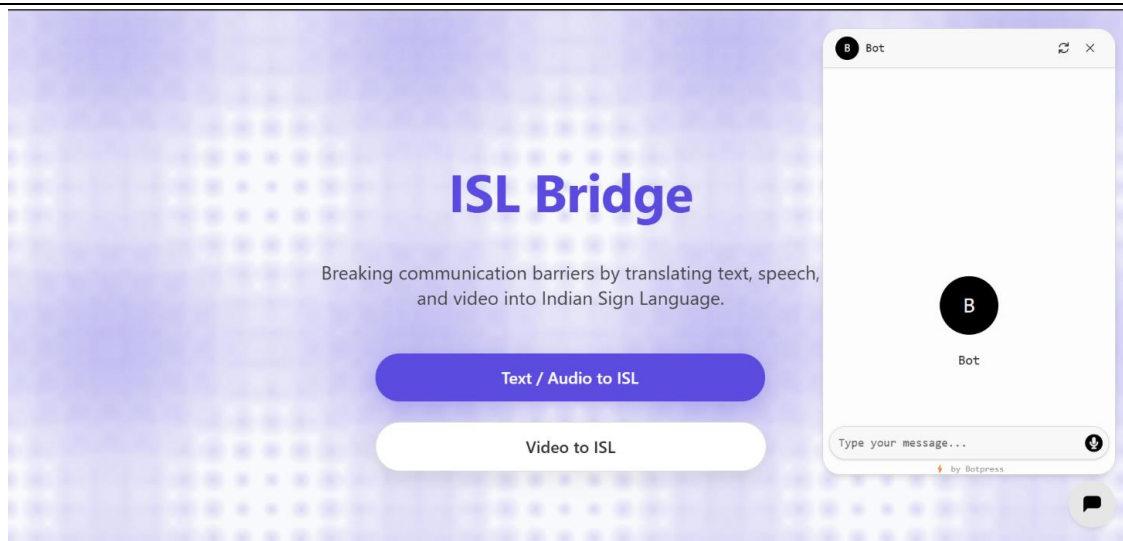 B Bot
ISL Bridge
Breaking communication barriers by translating text, speech,
and video into Indian Sign Language.
Text / Audio to ISL
Video to ISL
B
Bot
Type your message...
by Botpress